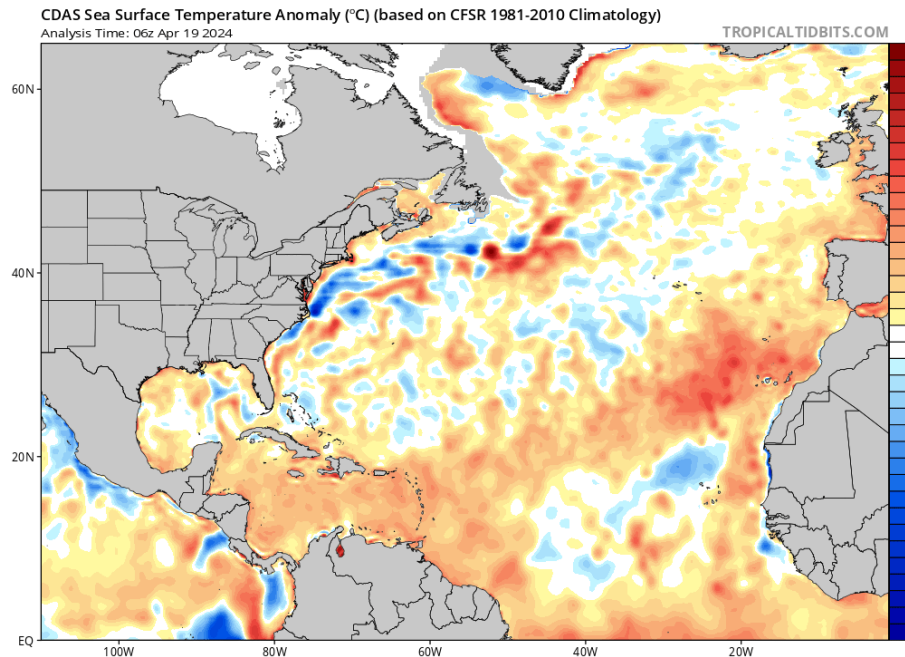 CDAS Sea Surface Temperature Anomaly (°C) (based on CFSR 1981-2010 Climatology)
Analysis Time: 06z Apr 19 2024
TROPICALTIDBITS.COM
60N
40N
20N
EQ
100W
80W
60W
40W
20W